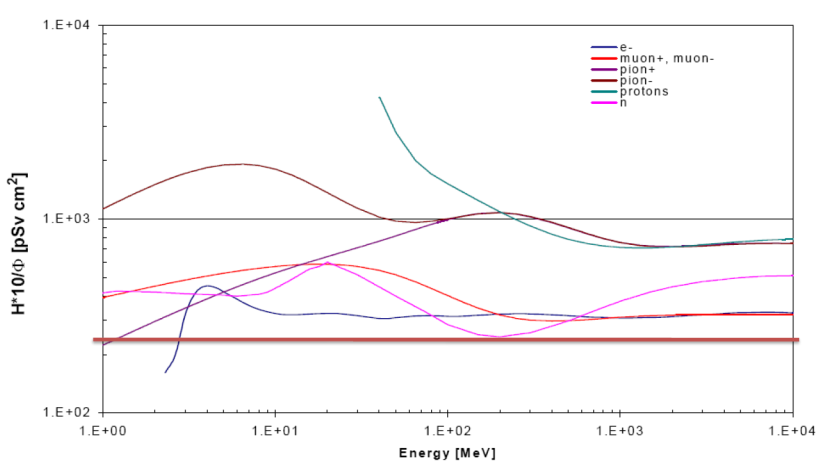 1.E+04
e-
muon+, muon-
pion+
pion-
protons
n
1.E+03
H*10/Φ [pSv cm2]
1.E+02
1.E+00 1.E+01 1.E+02 1.E+03 1.E+04
Energy [MeV]